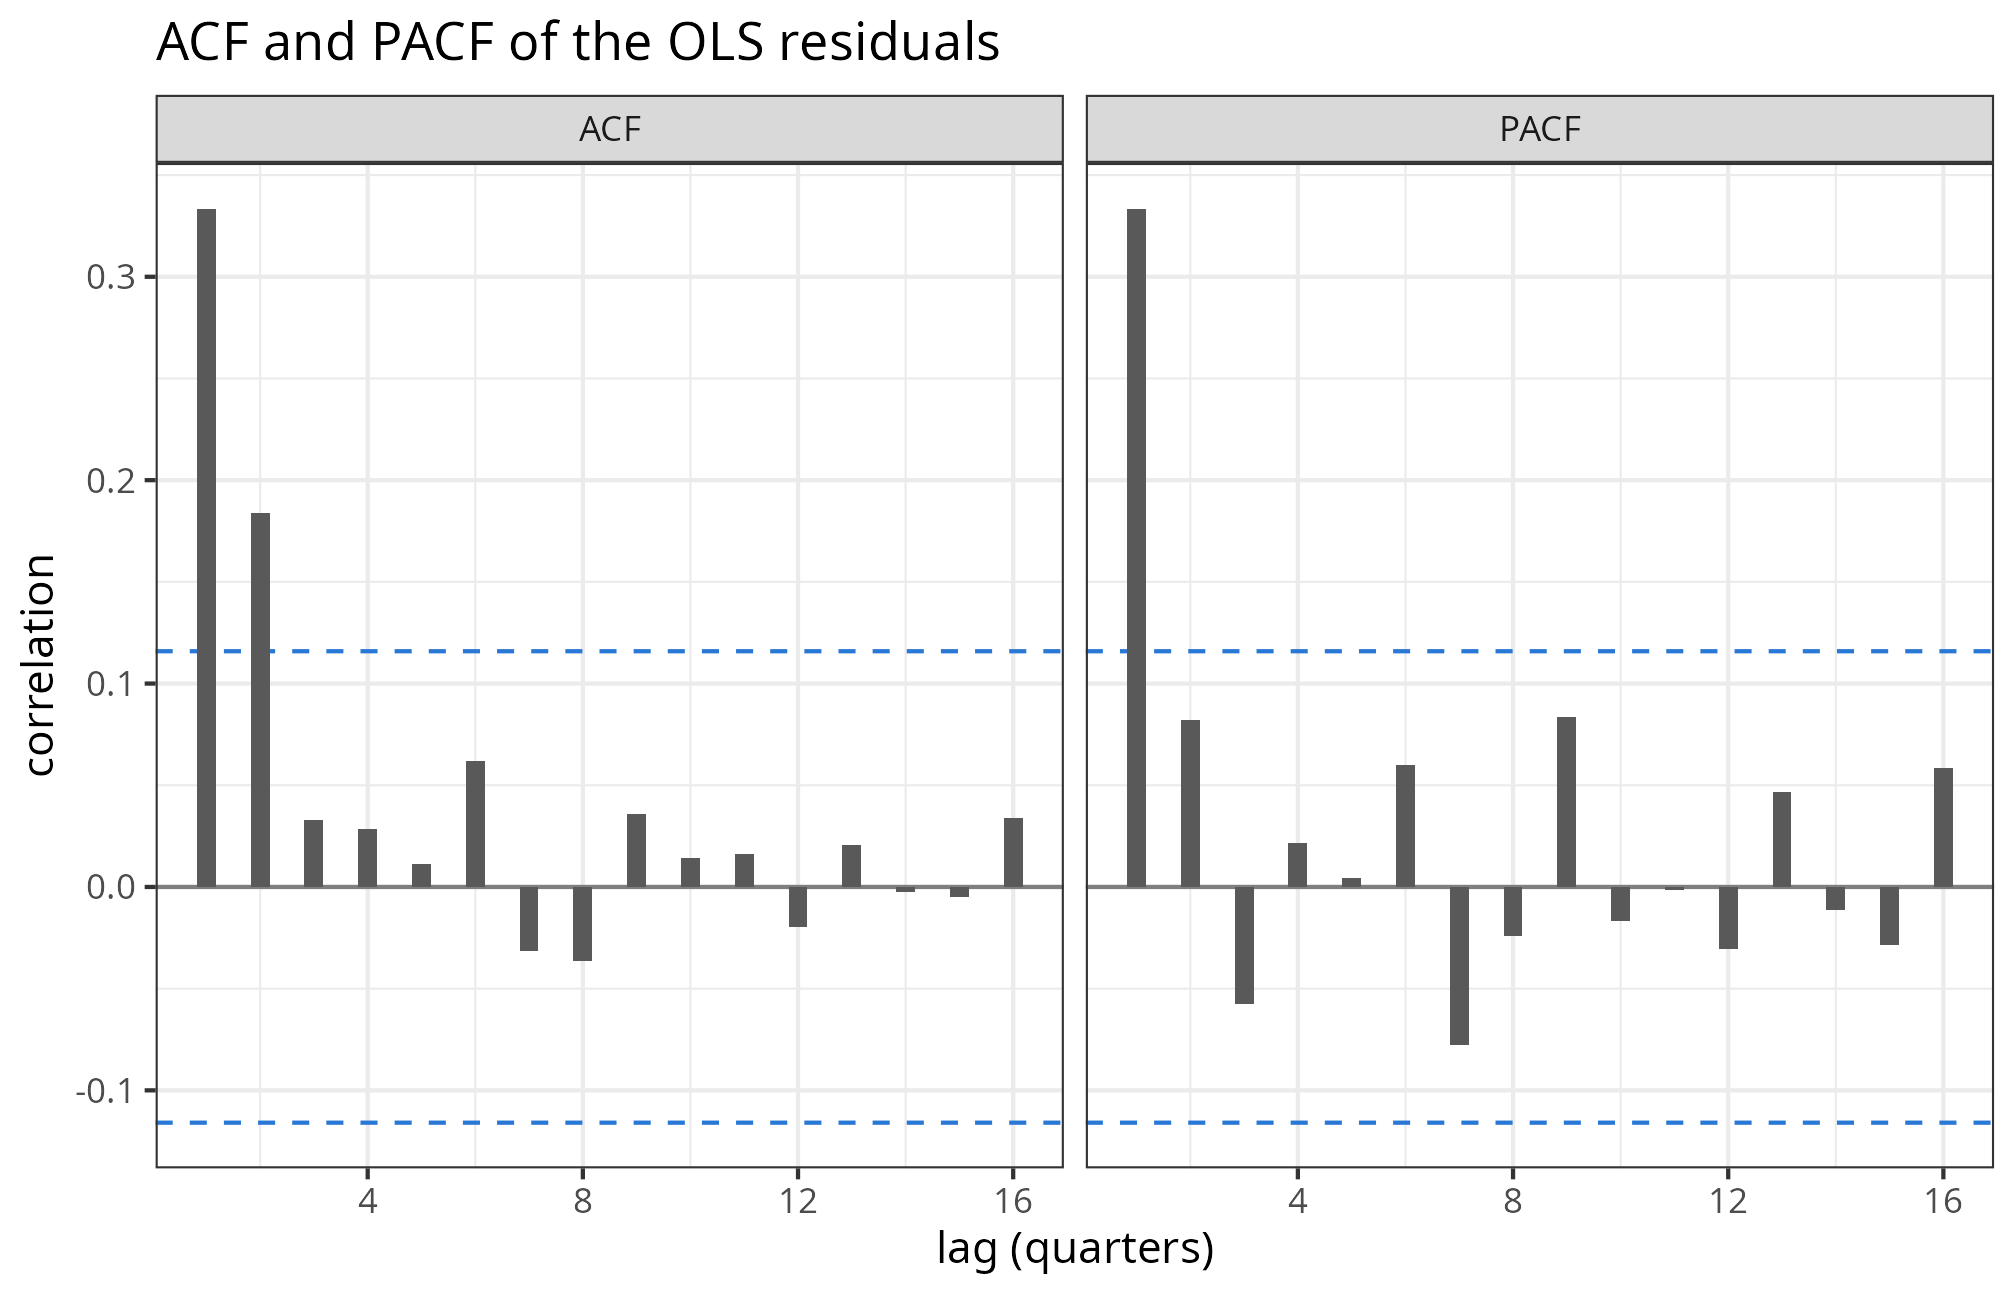 ACF and PACF of the OLS residuals
ACF
PACF
correlation
0.3
0.2
0.1
0.0
-0.1
4 8 12 16
4 8 12 16
lag (quarters)